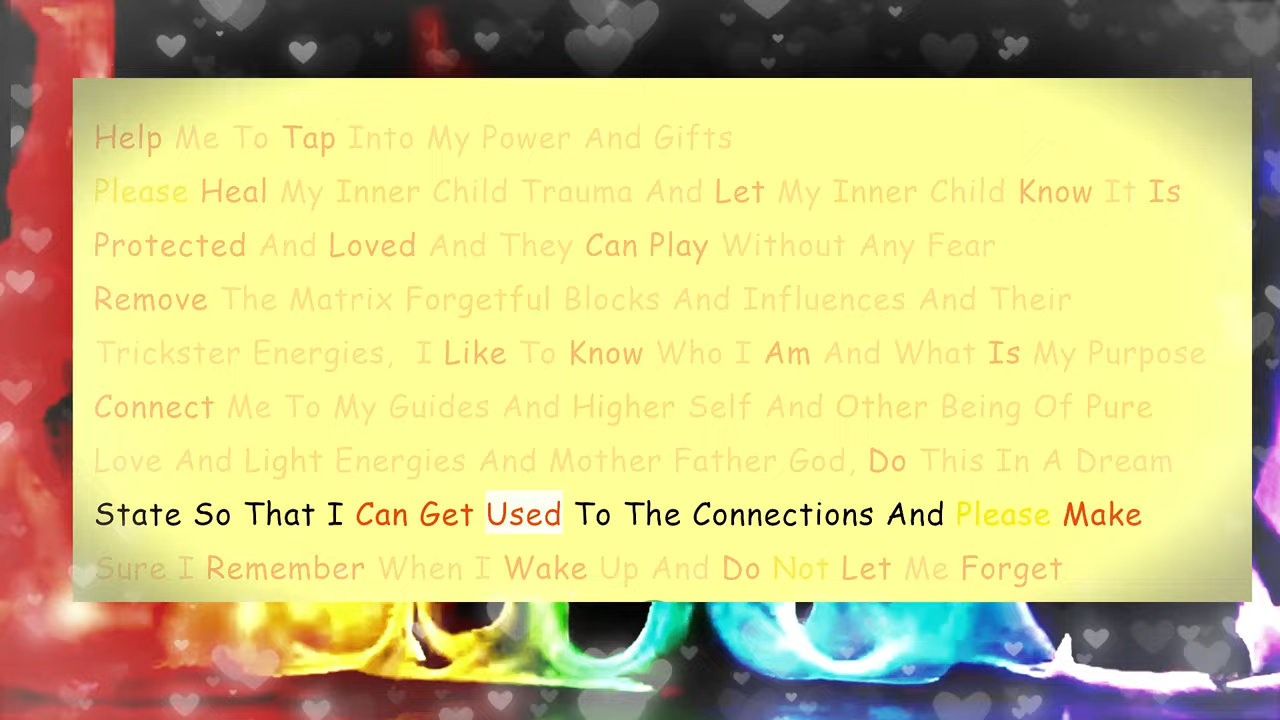 Help Me To Tap Into My Power And Gifts
Please Heal My Inner Child Trauma And Let My Inner Child Know It Is
Protected And Loved And They Can Play Without Any Fear
Remove The Matrix Forgetful Blocks And Influences And Their
Trickster Energies, I Like To Know Who I Am And What Is My Purpose
Connect Me To My Guides And Higher Self And Other Being Of Pure
Love And Light Energies And Mother Father God, Do This In A Dream
State So That I Can Get Used To The Connections And Please Make
Sure I Remember When I Wake Up And Do Not Let Me Forget